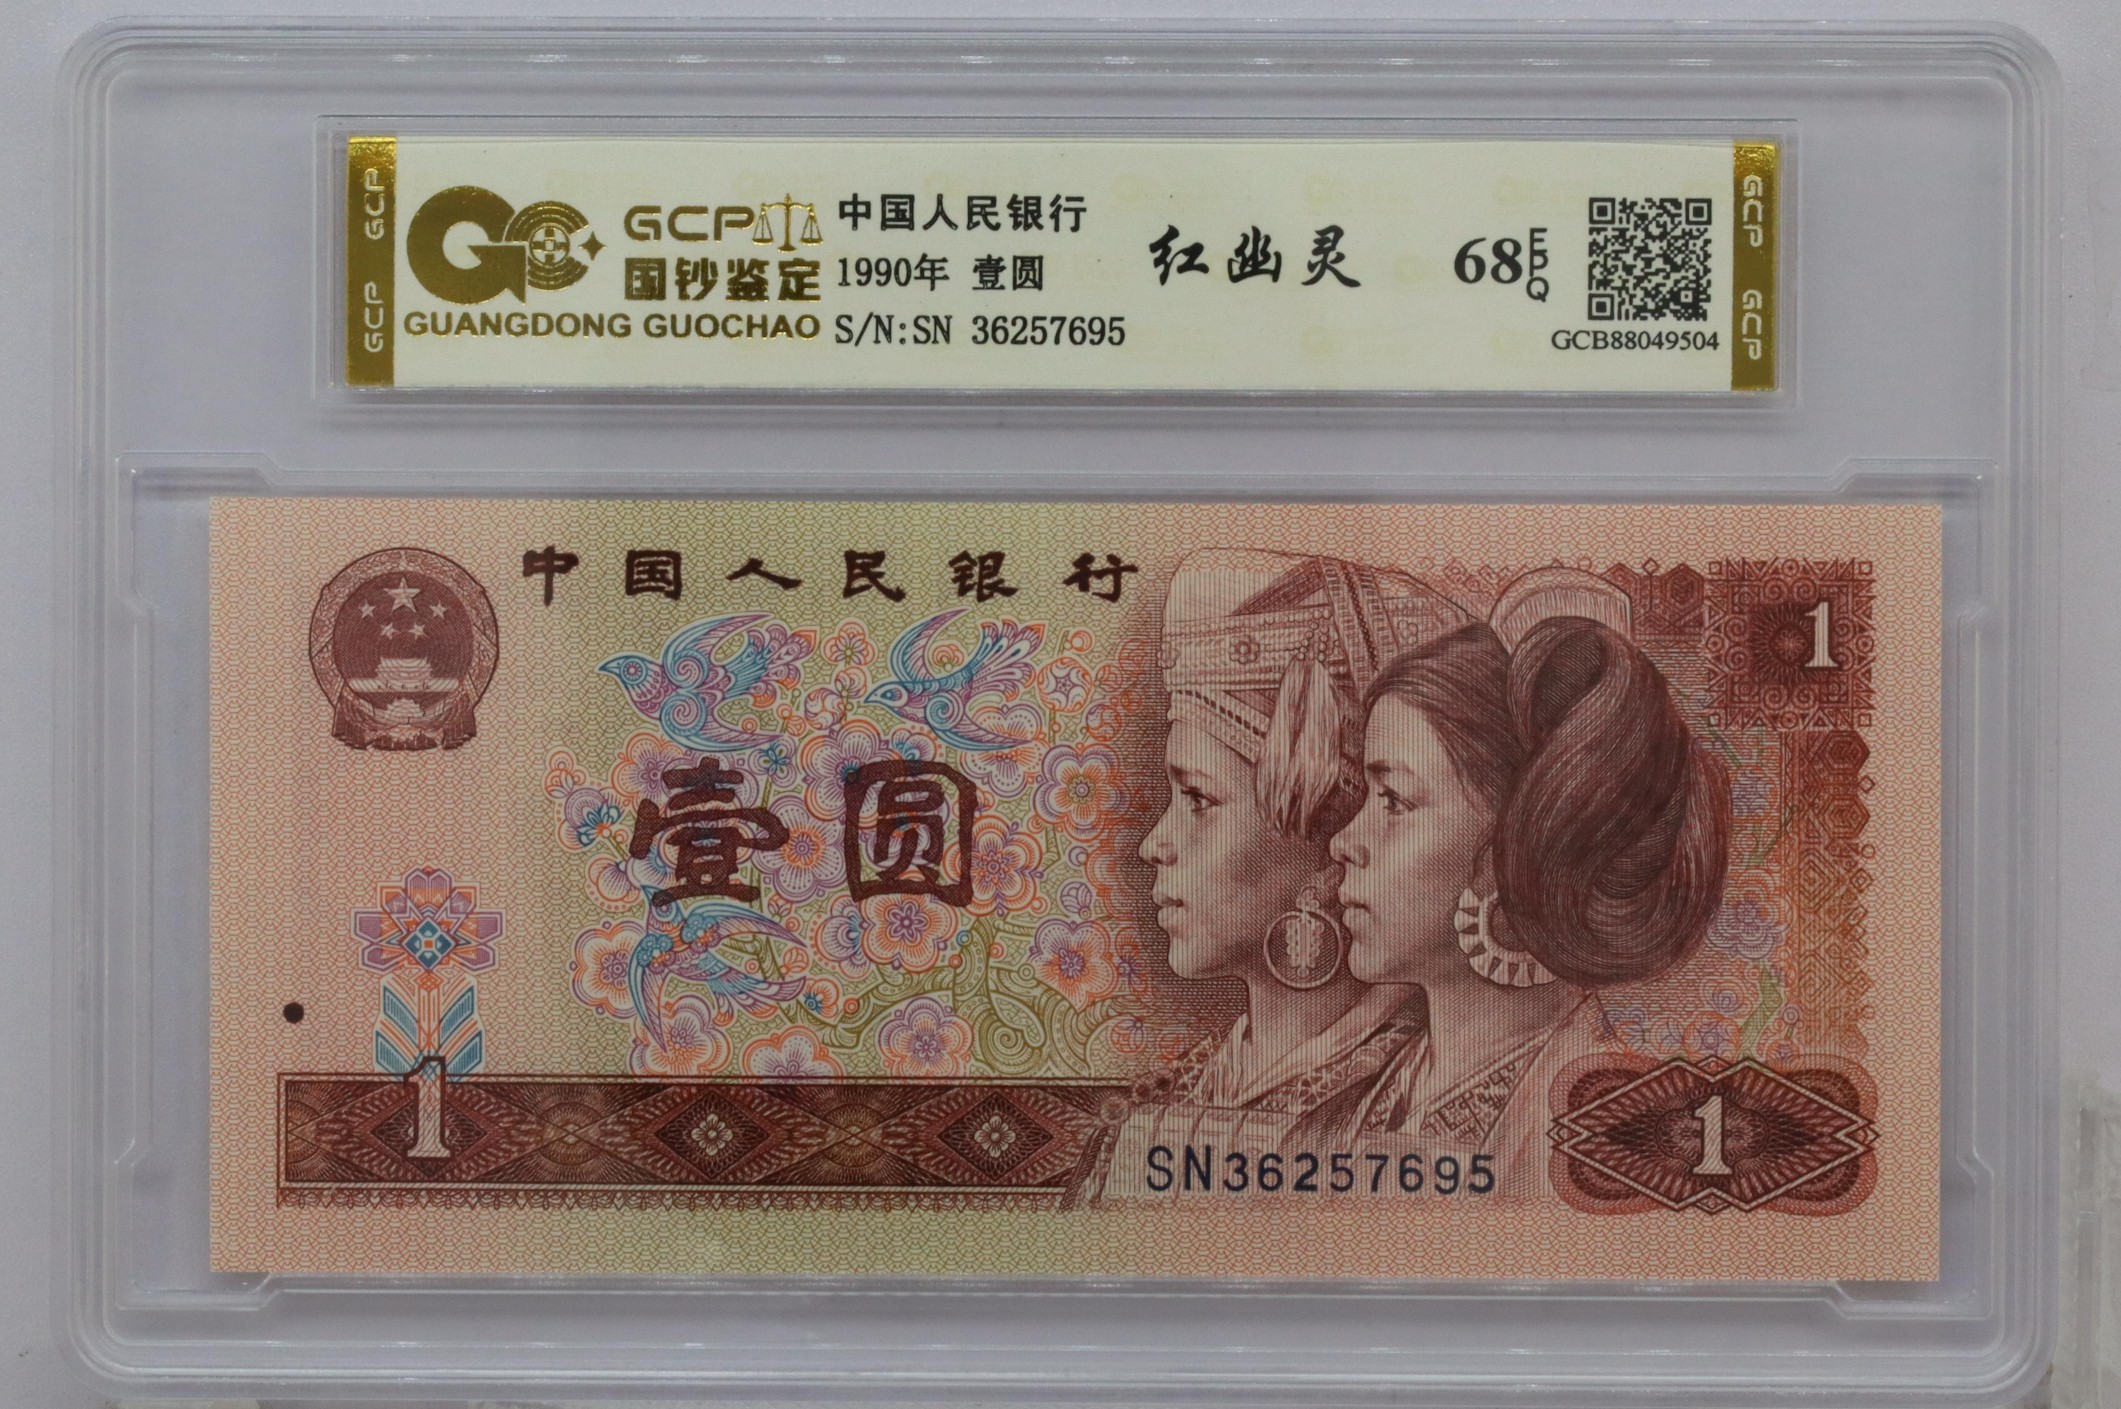 GCP GCP
GCP
国钞鉴定
GUANGDONG GUOCHAO
中国人民银行
1990年 壹圆
S/N:SN 36257695
红幽灵
68 EPQ
GCB88049504
GCP GCP
中国人民银行
1
壹圆
1
SN36257695
1